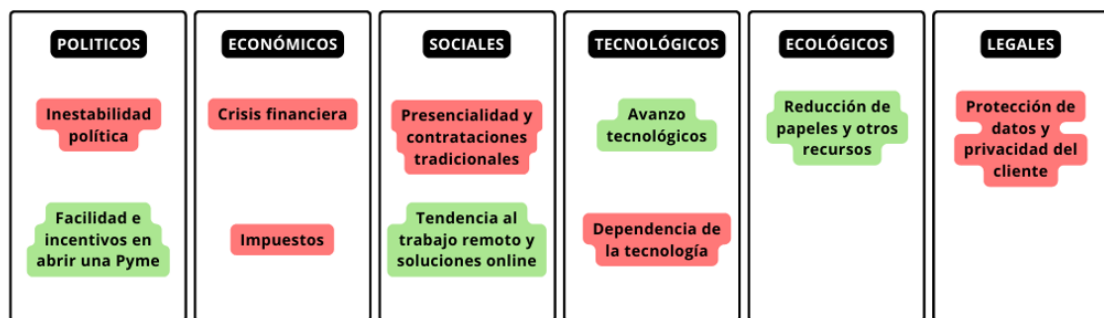 POLITICOS
Inestabilidad
política
Facilidad e
incentivos en
abrir una Pyme
ECONÓMICOS
Crisis financiera
Impuestos
SOCIALES
Presencialidad y
contrataciones
tradicionales
Tendencia al
trabajo remoto y
soluciones online
TECNOLÓGICOS
Avanzo
tecnológicos
Dependencia de
la tecnología
ECOLÓGICOS
Reducción de
papeles y otros
recursos
LEGALES
Protección de
datos y
privacidad del
cliente